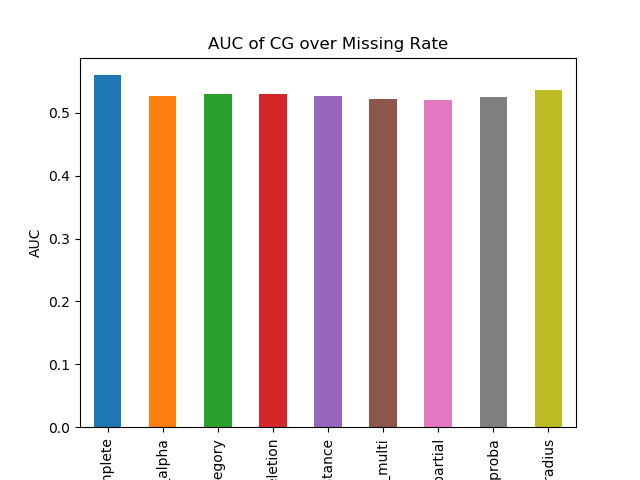 AUC of CG over Missing Rate
AUC
0.5
0.4
0.3
0.2
0.1
0.0
mplete
_alpha
egory
eletion
tance
_multi
partial
proba
radius